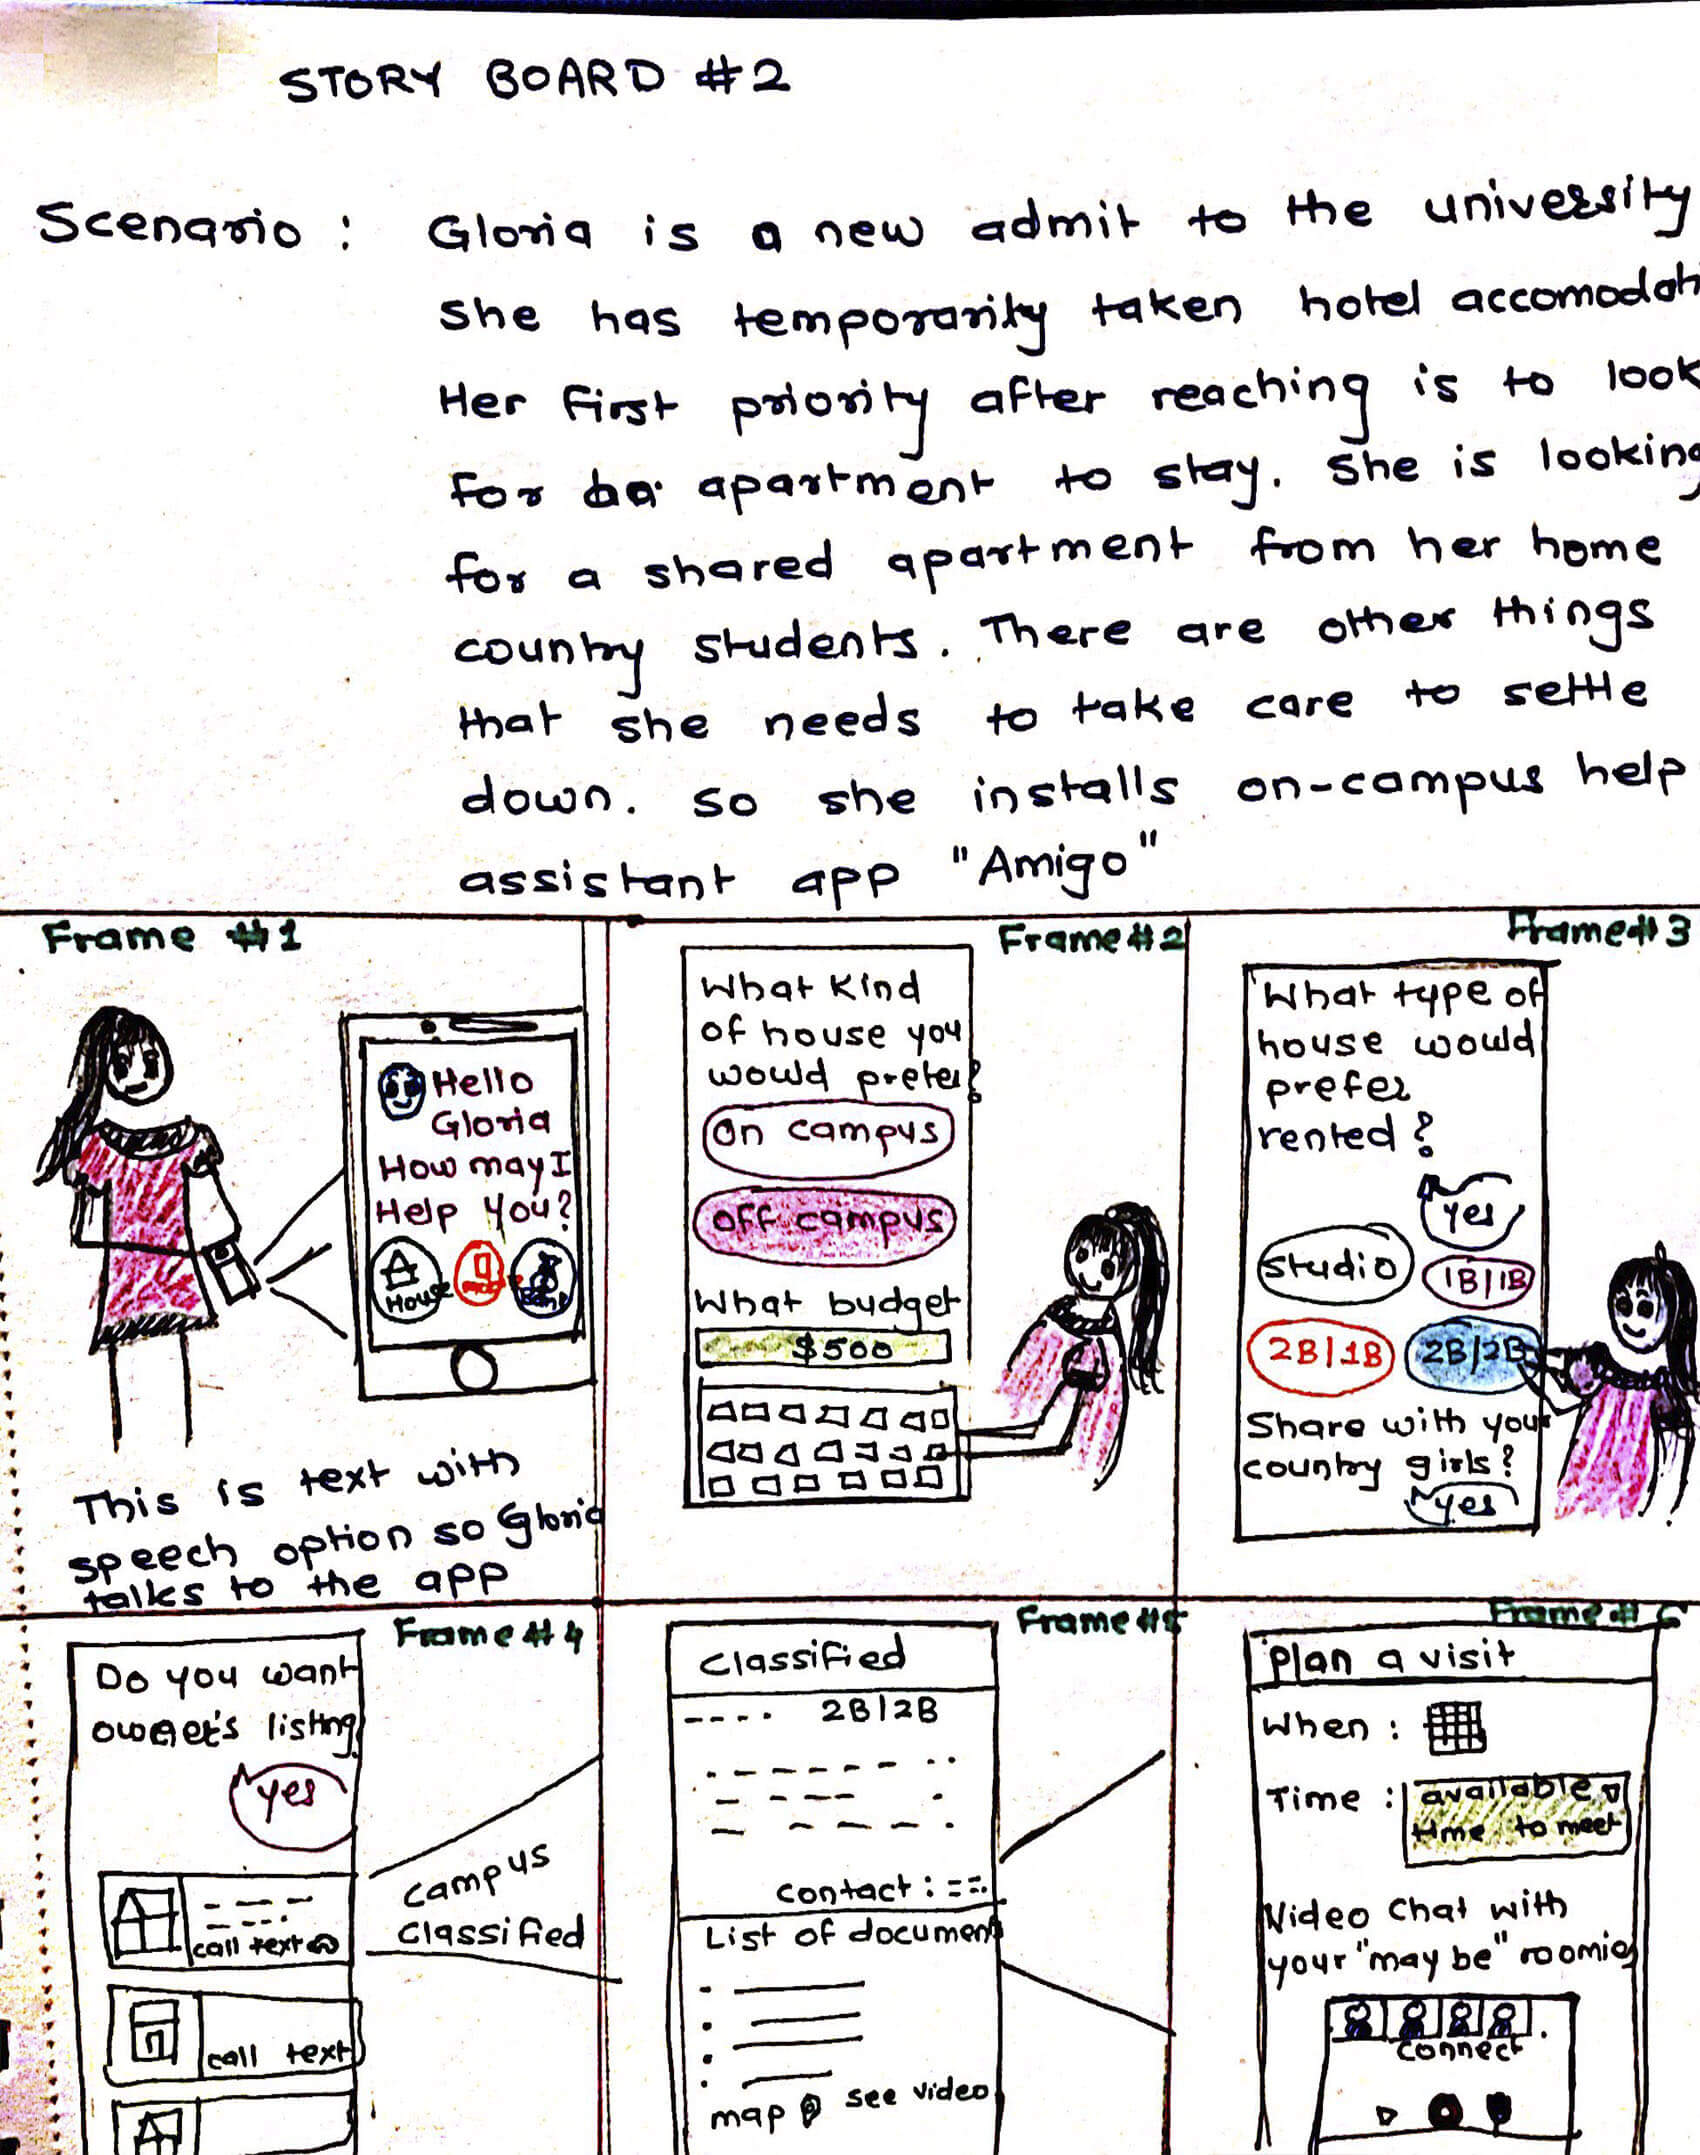 STORY BOARD #2
Scenario : Gloria is a new admit to the university
She has temporarily taken hotel accomodati
Her first priority after reaching is to look
for apartment to stay. She is looking
for a shared apartment from her home
country students. There are other things
that she needs to take care to settle
down. So she installs on-campus help
assistant app "Amigo"
Frame #1
Hello
Gloria
How may I
Help You?
House
This is text with
speech option so Gloria
talks to the app
Frame #2
What kind
of house you
would prefer?
On campus
Off campus
What budget
$500
Frame #3
What type of
house would
prefer
rented?
Yes
Studio
1B|1B
2B|1B
2B/2B
Share with your
country girls?
Yes
Frame #4
Do you want
owner's listing
Yes
call text
call text
Campus
Classified
Frame #5
Classified
2B|2B
contact :
List of document
map
see video
Frame # 6
Plan a visit
When :
Time :
available
time to meet
Video Chat with
your "may be" roomies
connect